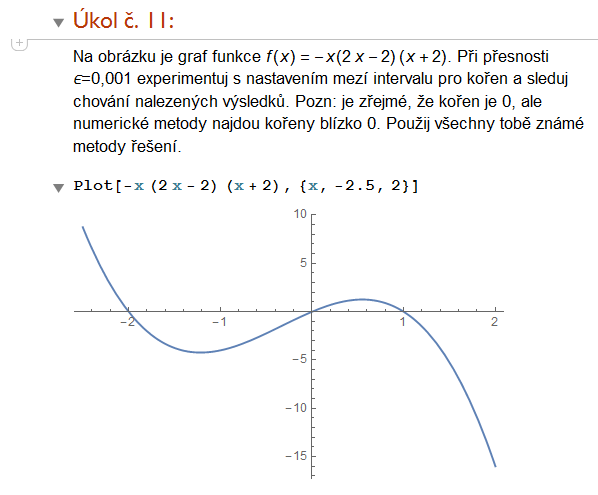 Úkol č. 11:
Na obrázku je graf funkce f(x) = −x(2 x − 2) (x + 2). Při přesnosti
ϵ=0,001 experimentuj s nastavením mezí intervalu pro kořen a sleduj
chování nalezených výsledků. Pozn: je zřejmé, že kořen je 0, ale
numerické metody najdou kořeny blízko 0. Použij všechny tobě známé
metody řešení.
Plot[-x (2 x - 2) (x + 2), {x, -2.5, 2}]
10
5
−2 −1 1 2
−5
−10
−15